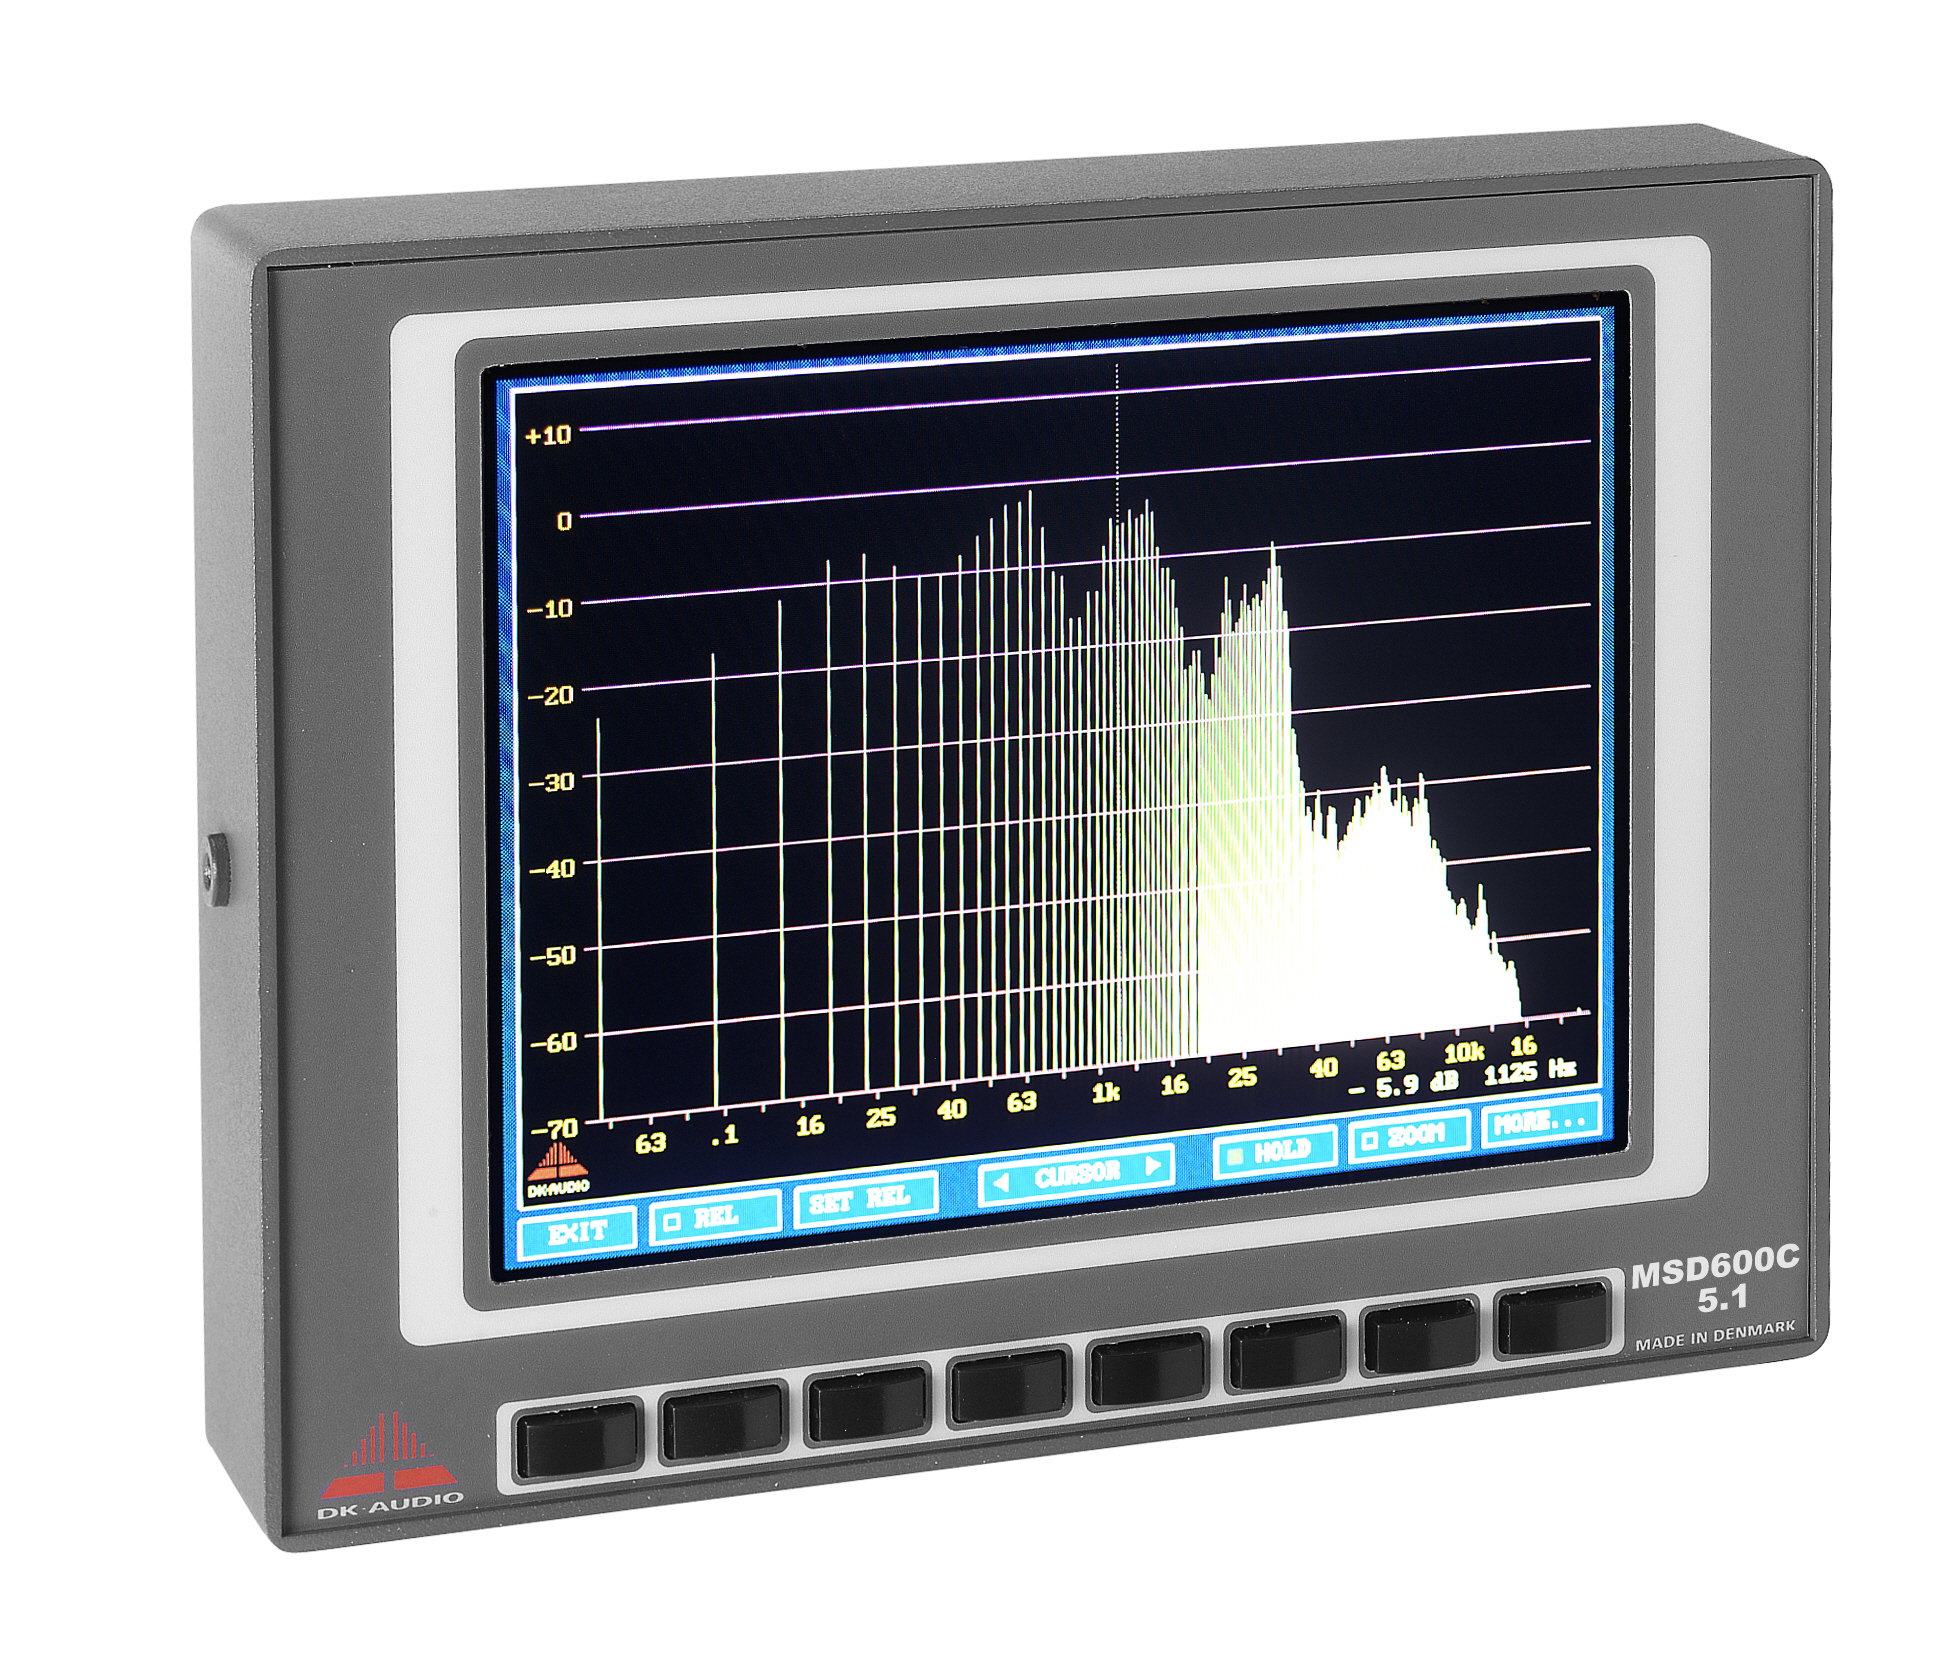 +10
0
-10
-20
-30
-40
-50
-60
-70
63 .1 16 25 40 63 1k 16 25 40 63 10k 16
- 5.9 dB 1125 Hz
DK-AUDIO
EXIT REL SET REL CURSOR HOLD ZOOM MORE...
MSD600C
5.1
MADE IN DENMARK
DK·AUDIO